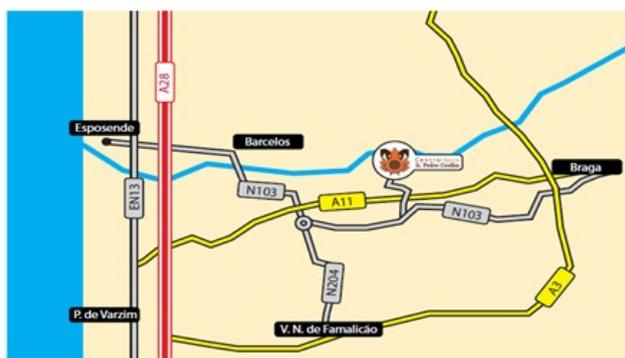 A28
Esposende
Barcelos
Braga
EN13
N103
A11
N103
N204
A3
P. de Varzim
V. N. de Famalicão